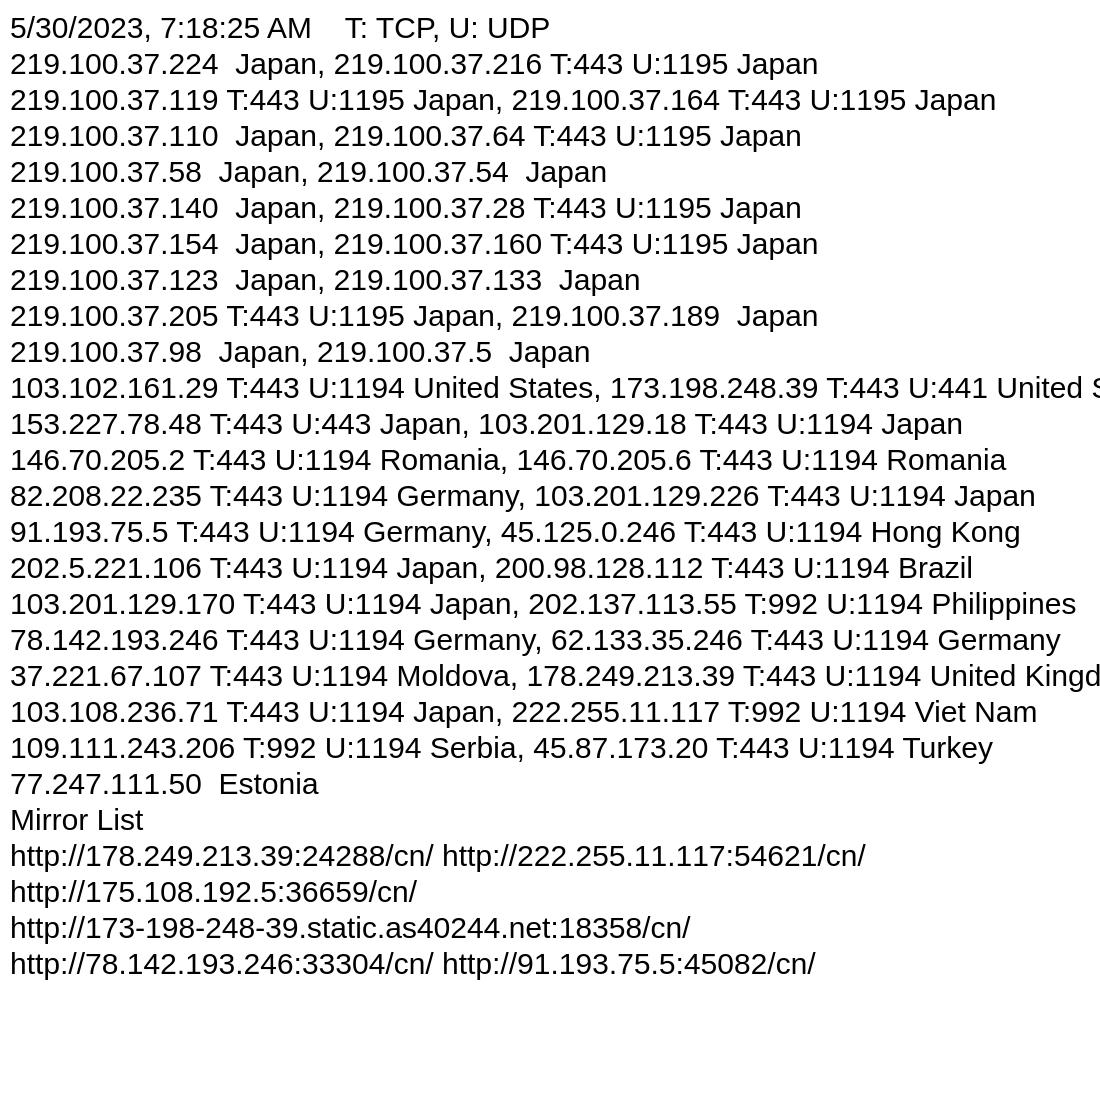 5/30/2023, 7:18:25 AM    T: TCP, U: UDP
219.100.37.224  Japan, 219.100.37.216 T:443 U:1195 Japan
219.100.37.119 T:443 U:1195 Japan, 219.100.37.164 T:443 U:1195 Japan
219.100.37.110  Japan, 219.100.37.64 T:443 U:1195 Japan
219.100.37.58  Japan, 219.100.37.54  Japan
219.100.37.140  Japan, 219.100.37.28 T:443 U:1195 Japan
219.100.37.154  Japan, 219.100.37.160 T:443 U:1195 Japan
219.100.37.123  Japan, 219.100.37.133  Japan
219.100.37.205 T:443 U:1195 Japan, 219.100.37.189  Japan
219.100.37.98  Japan, 219.100.37.5  Japan
103.102.161.29 T:443 U:1194 United States, 173.198.248.39 T:443 U:441 United S
153.227.78.48 T:443 U:443 Japan, 103.201.129.18 T:443 U:1194 Japan
146.70.205.2 T:443 U:1194 Romania, 146.70.205.6 T:443 U:1194 Romania
82.208.22.235 T:443 U:1194 Germany, 103.201.129.226 T:443 U:1194 Japan
91.193.75.5 T:443 U:1194 Germany, 45.125.0.246 T:443 U:1194 Hong Kong
202.5.221.106 T:443 U:1194 Japan, 200.98.128.112 T:443 U:1194 Brazil
103.201.129.170 T:443 U:1194 Japan, 202.137.113.55 T:992 U:1194 Philippines
78.142.193.246 T:443 U:1194 Germany, 62.133.35.246 T:443 U:1194 Germany
37.221.67.107 T:443 U:1194 Moldova, 178.249.213.39 T:443 U:1194 United Kingd
103.108.236.71 T:443 U:1194 Japan, 222.255.11.117 T:992 U:1194 Viet Nam
109.111.243.206 T:992 U:1194 Serbia, 45.87.173.20 T:443 U:1194 Turkey
77.247.111.50  Estonia
Mirror List
http://178.249.213.39:24288/cn/ http://222.255.11.117:54621/cn/
http://175.108.192.5:36659/cn/
http://173-198-248-39.static.as40244.net:18358/cn/
http://78.142.193.246:33304/cn/ http://91.193.75.5:45082/cn/